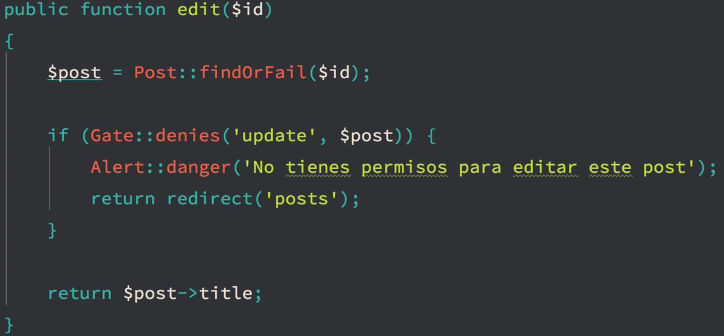 public function edit($id)
{
$post = Post::findOrFail($id);
if (Gate::denies('update', $post)) {
Alert::danger('No tienes permisos para editar este post');
return redirect('posts');
}
return $post->title;
}